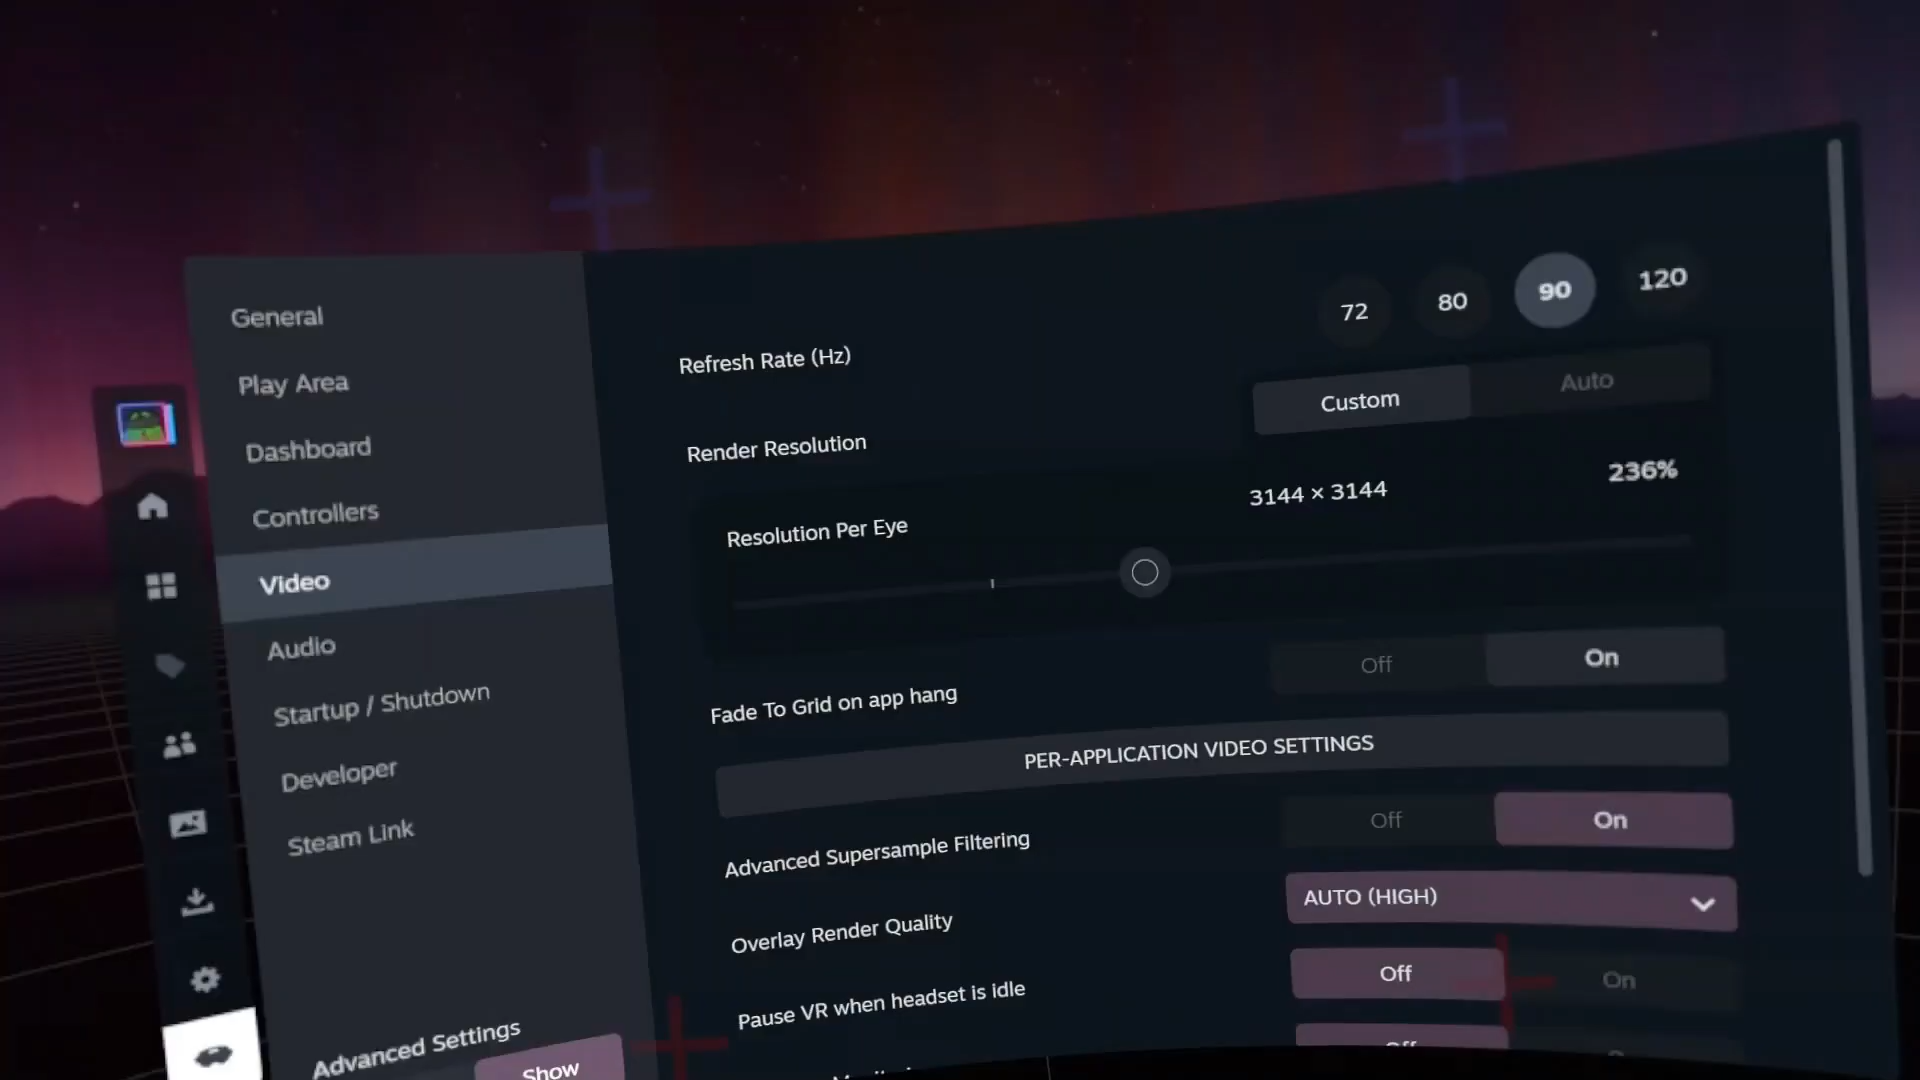 General
Play Area
Dashboard
Controllers
Video
Audio
Startup / Shutdown
Developer
Steam Link
Advanced Settings
Show
Refresh Rate (Hz)
72
80
90
120
Render Resolution
Custom
Auto
Resolution Per Eye
3144 × 3144
236%
Fade To Grid on app hang
Off
On
PER-APPLICATION VIDEO SETTINGS
Advanced Supersample Filtering
Off
On
Overlay Render Quality
AUTO (HIGH)
Pause VR when headset is idle
Off
On
Off